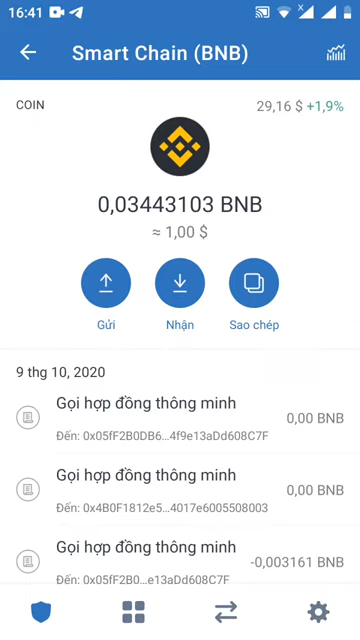 16:41
Smart Chain (BNB)
COIN
29,16 $ +1,9%
0,03443103 BNB
≈ 1,00 $
Gửi
Nhận
Sao chép
9 thg 10, 2020
Gọi hợp đồng thông minh
0,00 BNB
Đến: 0x05fF2B0DB6…4f9e13aDd608C7F
Gọi hợp đồng thông minh
0,00 BNB
Đến: 0x4B0F1812e5…4017e6005508003
Gọi hợp đồng thông minh
-0,003161 BNB
Đến: 0x05fF2B0…e13aDd608C7F